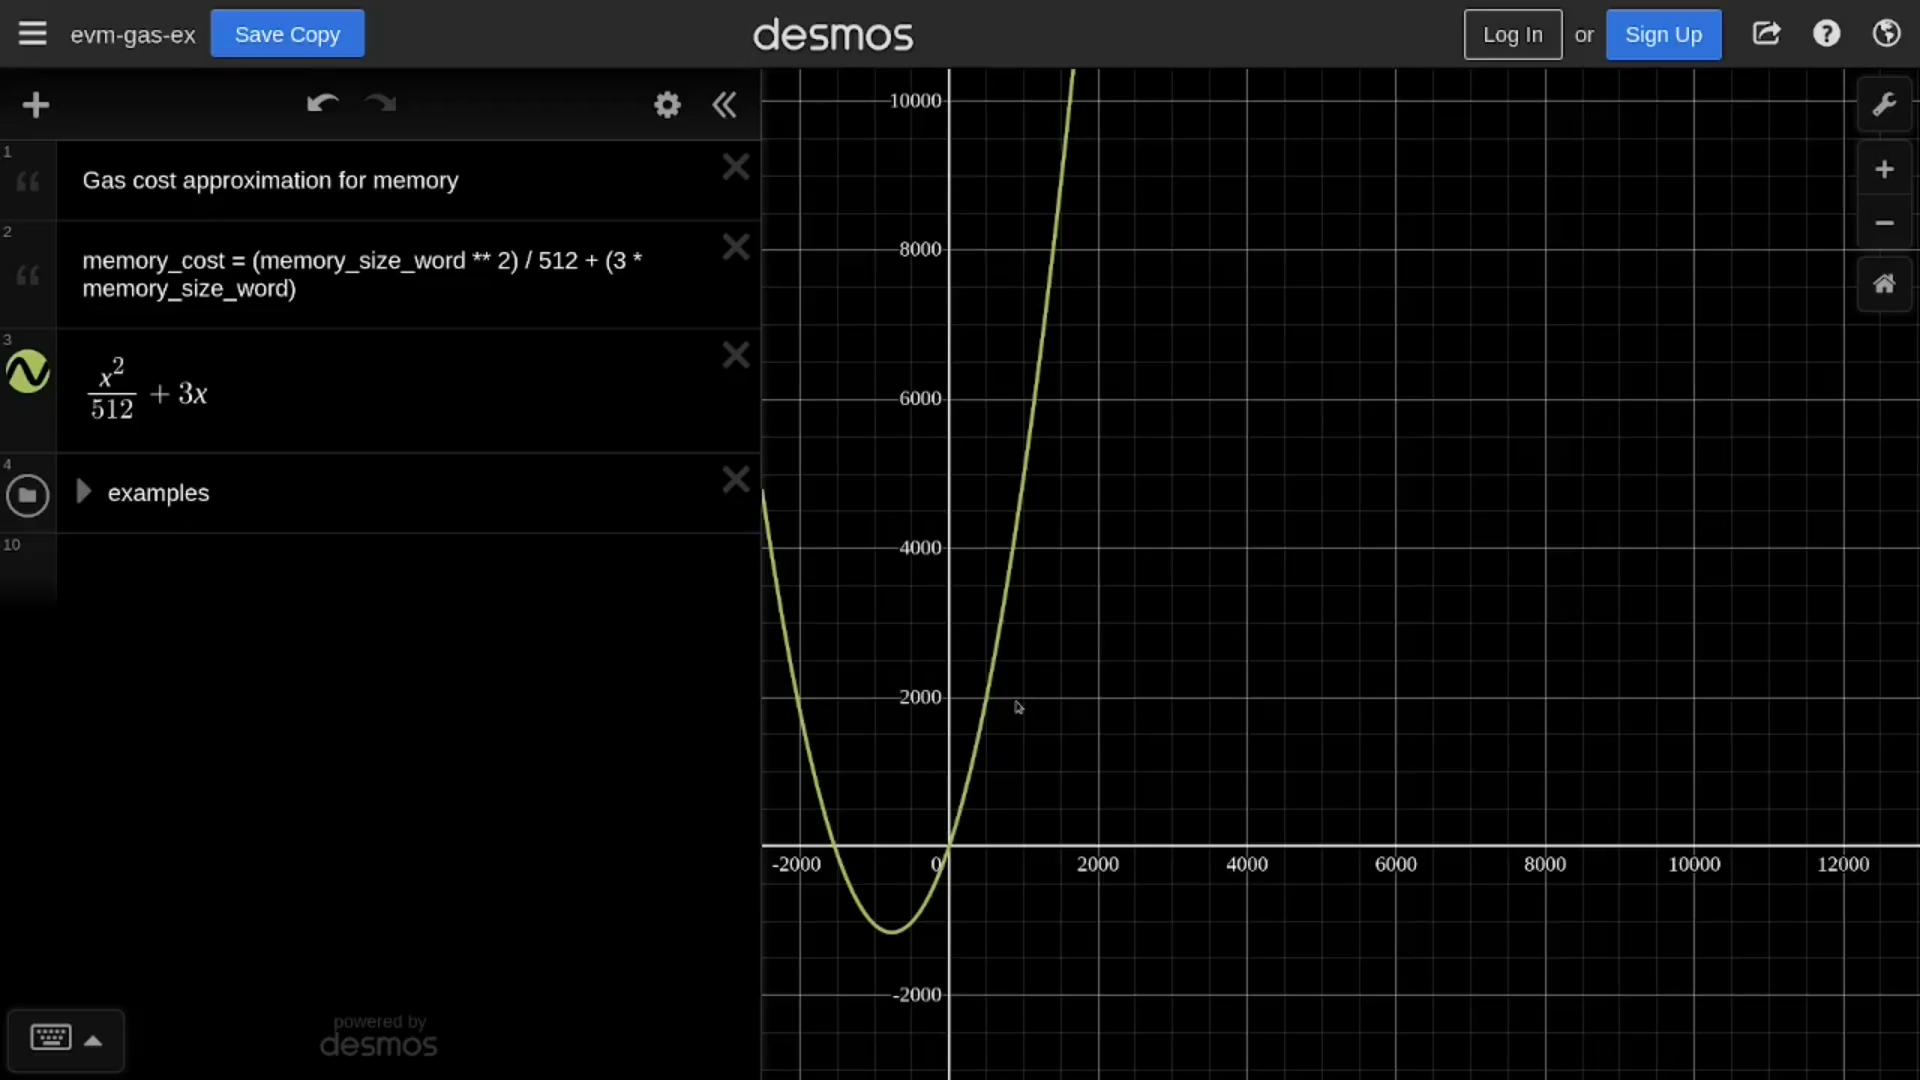 evm-gas-ex
Save Copy
desmos
Log In
or
Sign Up
1
Gas cost approximation for memory
2
memory_cost = (memory_size_word ** 2) / 512 + (3 *
memory_size_word)
3
x²/512 + 3x
4
examples
10
powered by
desmos
10000
8000
6000
4000
2000
-2000
0
2000
4000
6000
8000
10000
12000
-2000